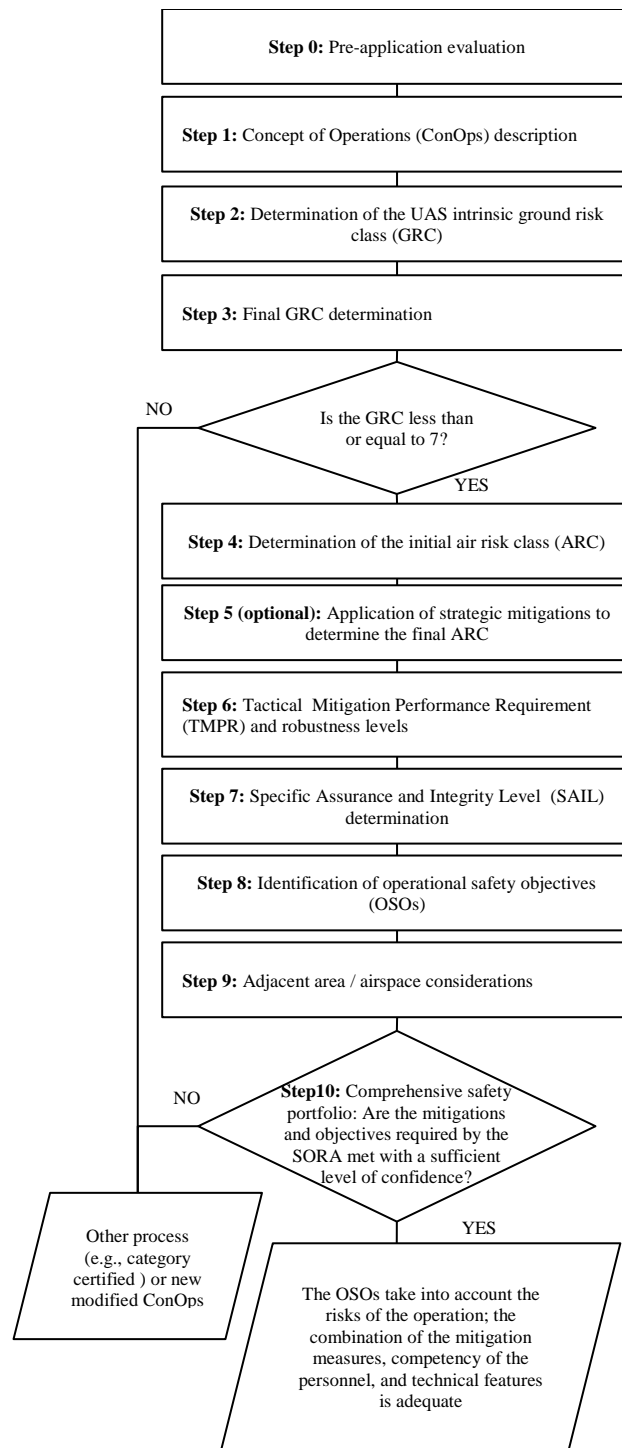 Step 0: Pre-application evaluation
Step 1: Concept of Operations (ConOps) description
Step 2: Determination of the UAS intrinsic ground risk
class (GRC)
Step 3: Final GRC determination
NO
Is the GRC less than
or equal to 7?
YES
Step 4: Determination of the initial air risk class (ARC)
Step 5 (optional): Application of strategic mitigations to
determine the final ARC
Step 6: Tactical Mitigation Performance Requirement
(TMPR) and robustness levels
Step 7: Specific Assurance and Integrity Level (SAIL)
determination
Step 8: Identification of operational safety objectives
(OSOs)
Step 9: Adjacent area / airspace considerations
NO
Step10: Comprehensive safety
portfolio: Are the mitigations
and objectives required by the
SORA met with a sufficient
level of confidence?
YES
Other process
(e.g., category
certified ) or new
modified ConOps
The OSOs take into account the
risks of the operation; the
combination of the mitigation
measures, competency of the
personnel, and technical features
is adequate